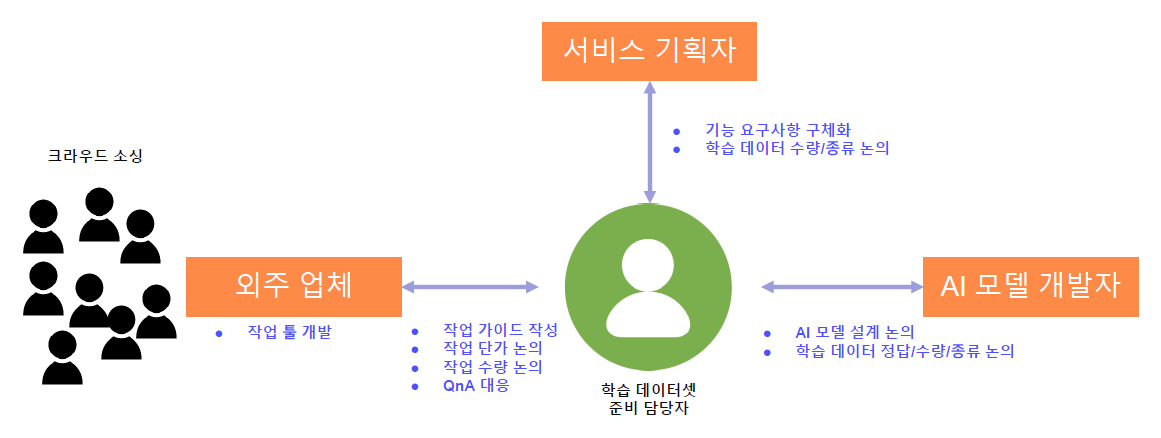 서비스 기획자
● 기능 요구사항 구체화
● 학습 데이터 수량/종류 논의
크라우드 소싱
외주 업체
● 작업 툴 개발
● 작업 가이드 작성
● 작업 단가 논의
● 작업 수량 논의
● QnA 대응
학습 데이터셋
준비 담당자
AI 모델 개발자
● AI 모델 설계 논의
● 학습 데이터 정답/수량/종류 논의